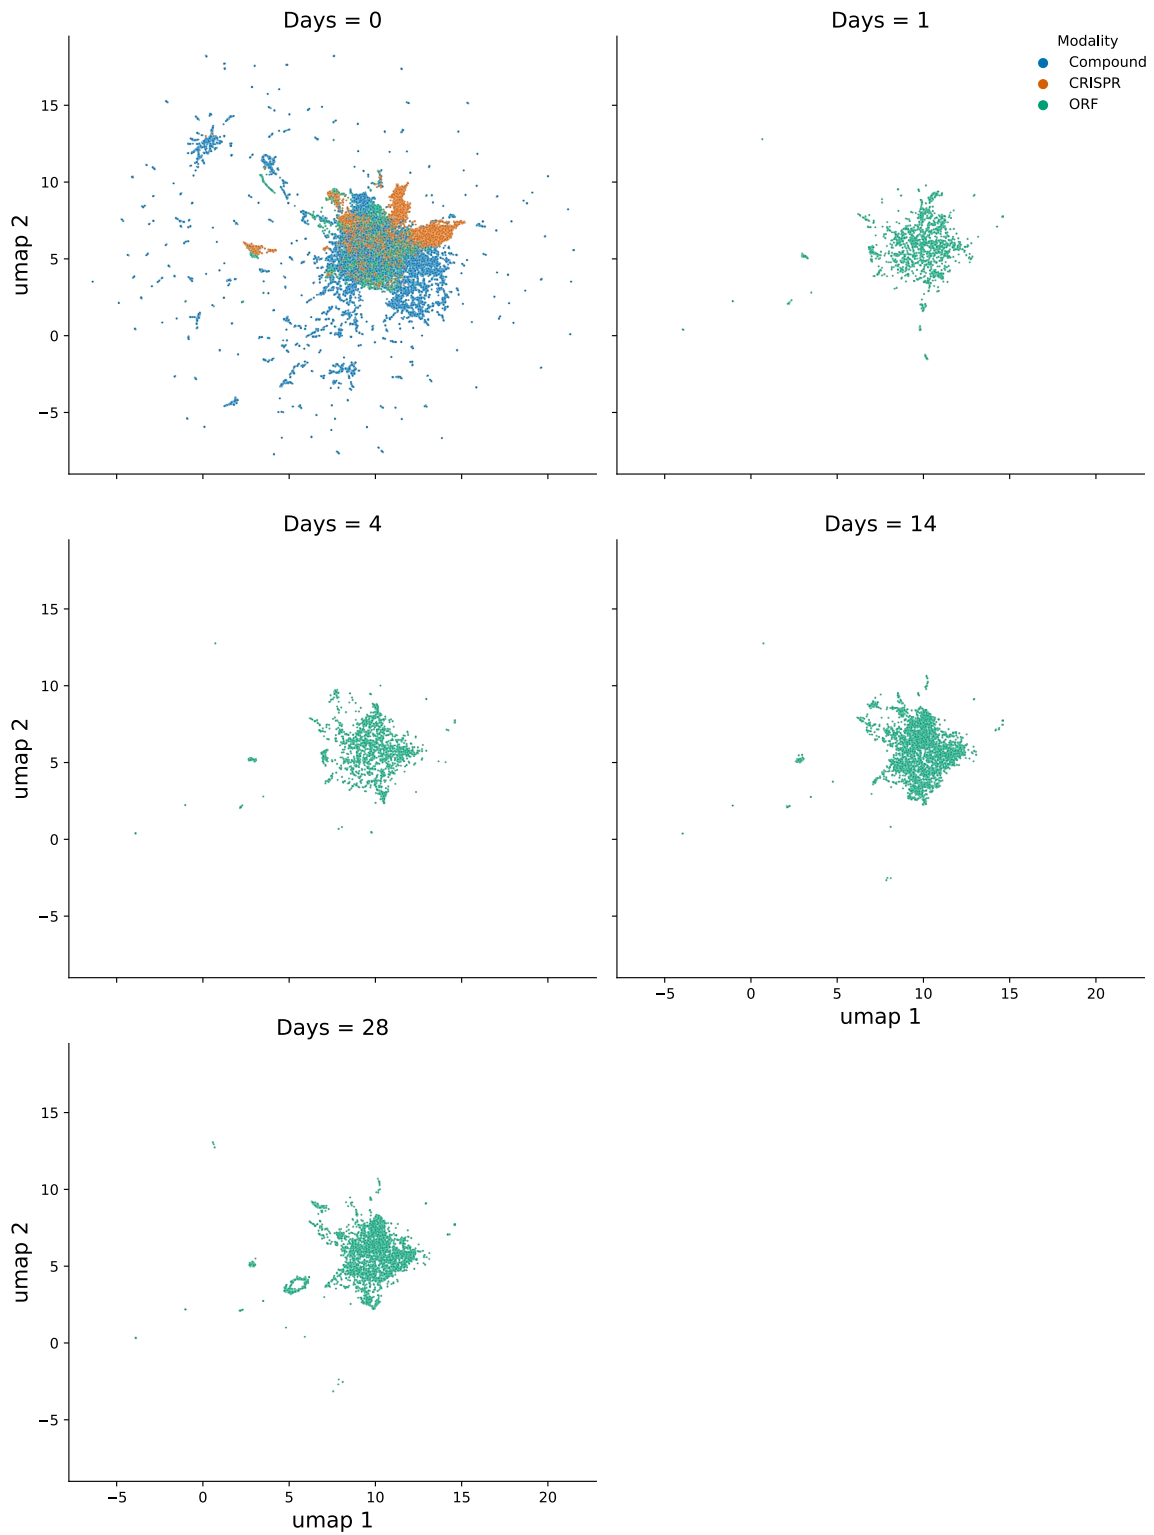 Days = 0
Days = 1
Modality
Compound
CRISPR
ORF
15
10
5
0
−5
umap 2
Days = 4
Days = 14
15
10
5
0
−5
umap 2
−5 0 5 10 15 20
umap 1
Days = 28
15
10
5
0
−5
umap 2
−5 0 5 10 15 20
umap 1